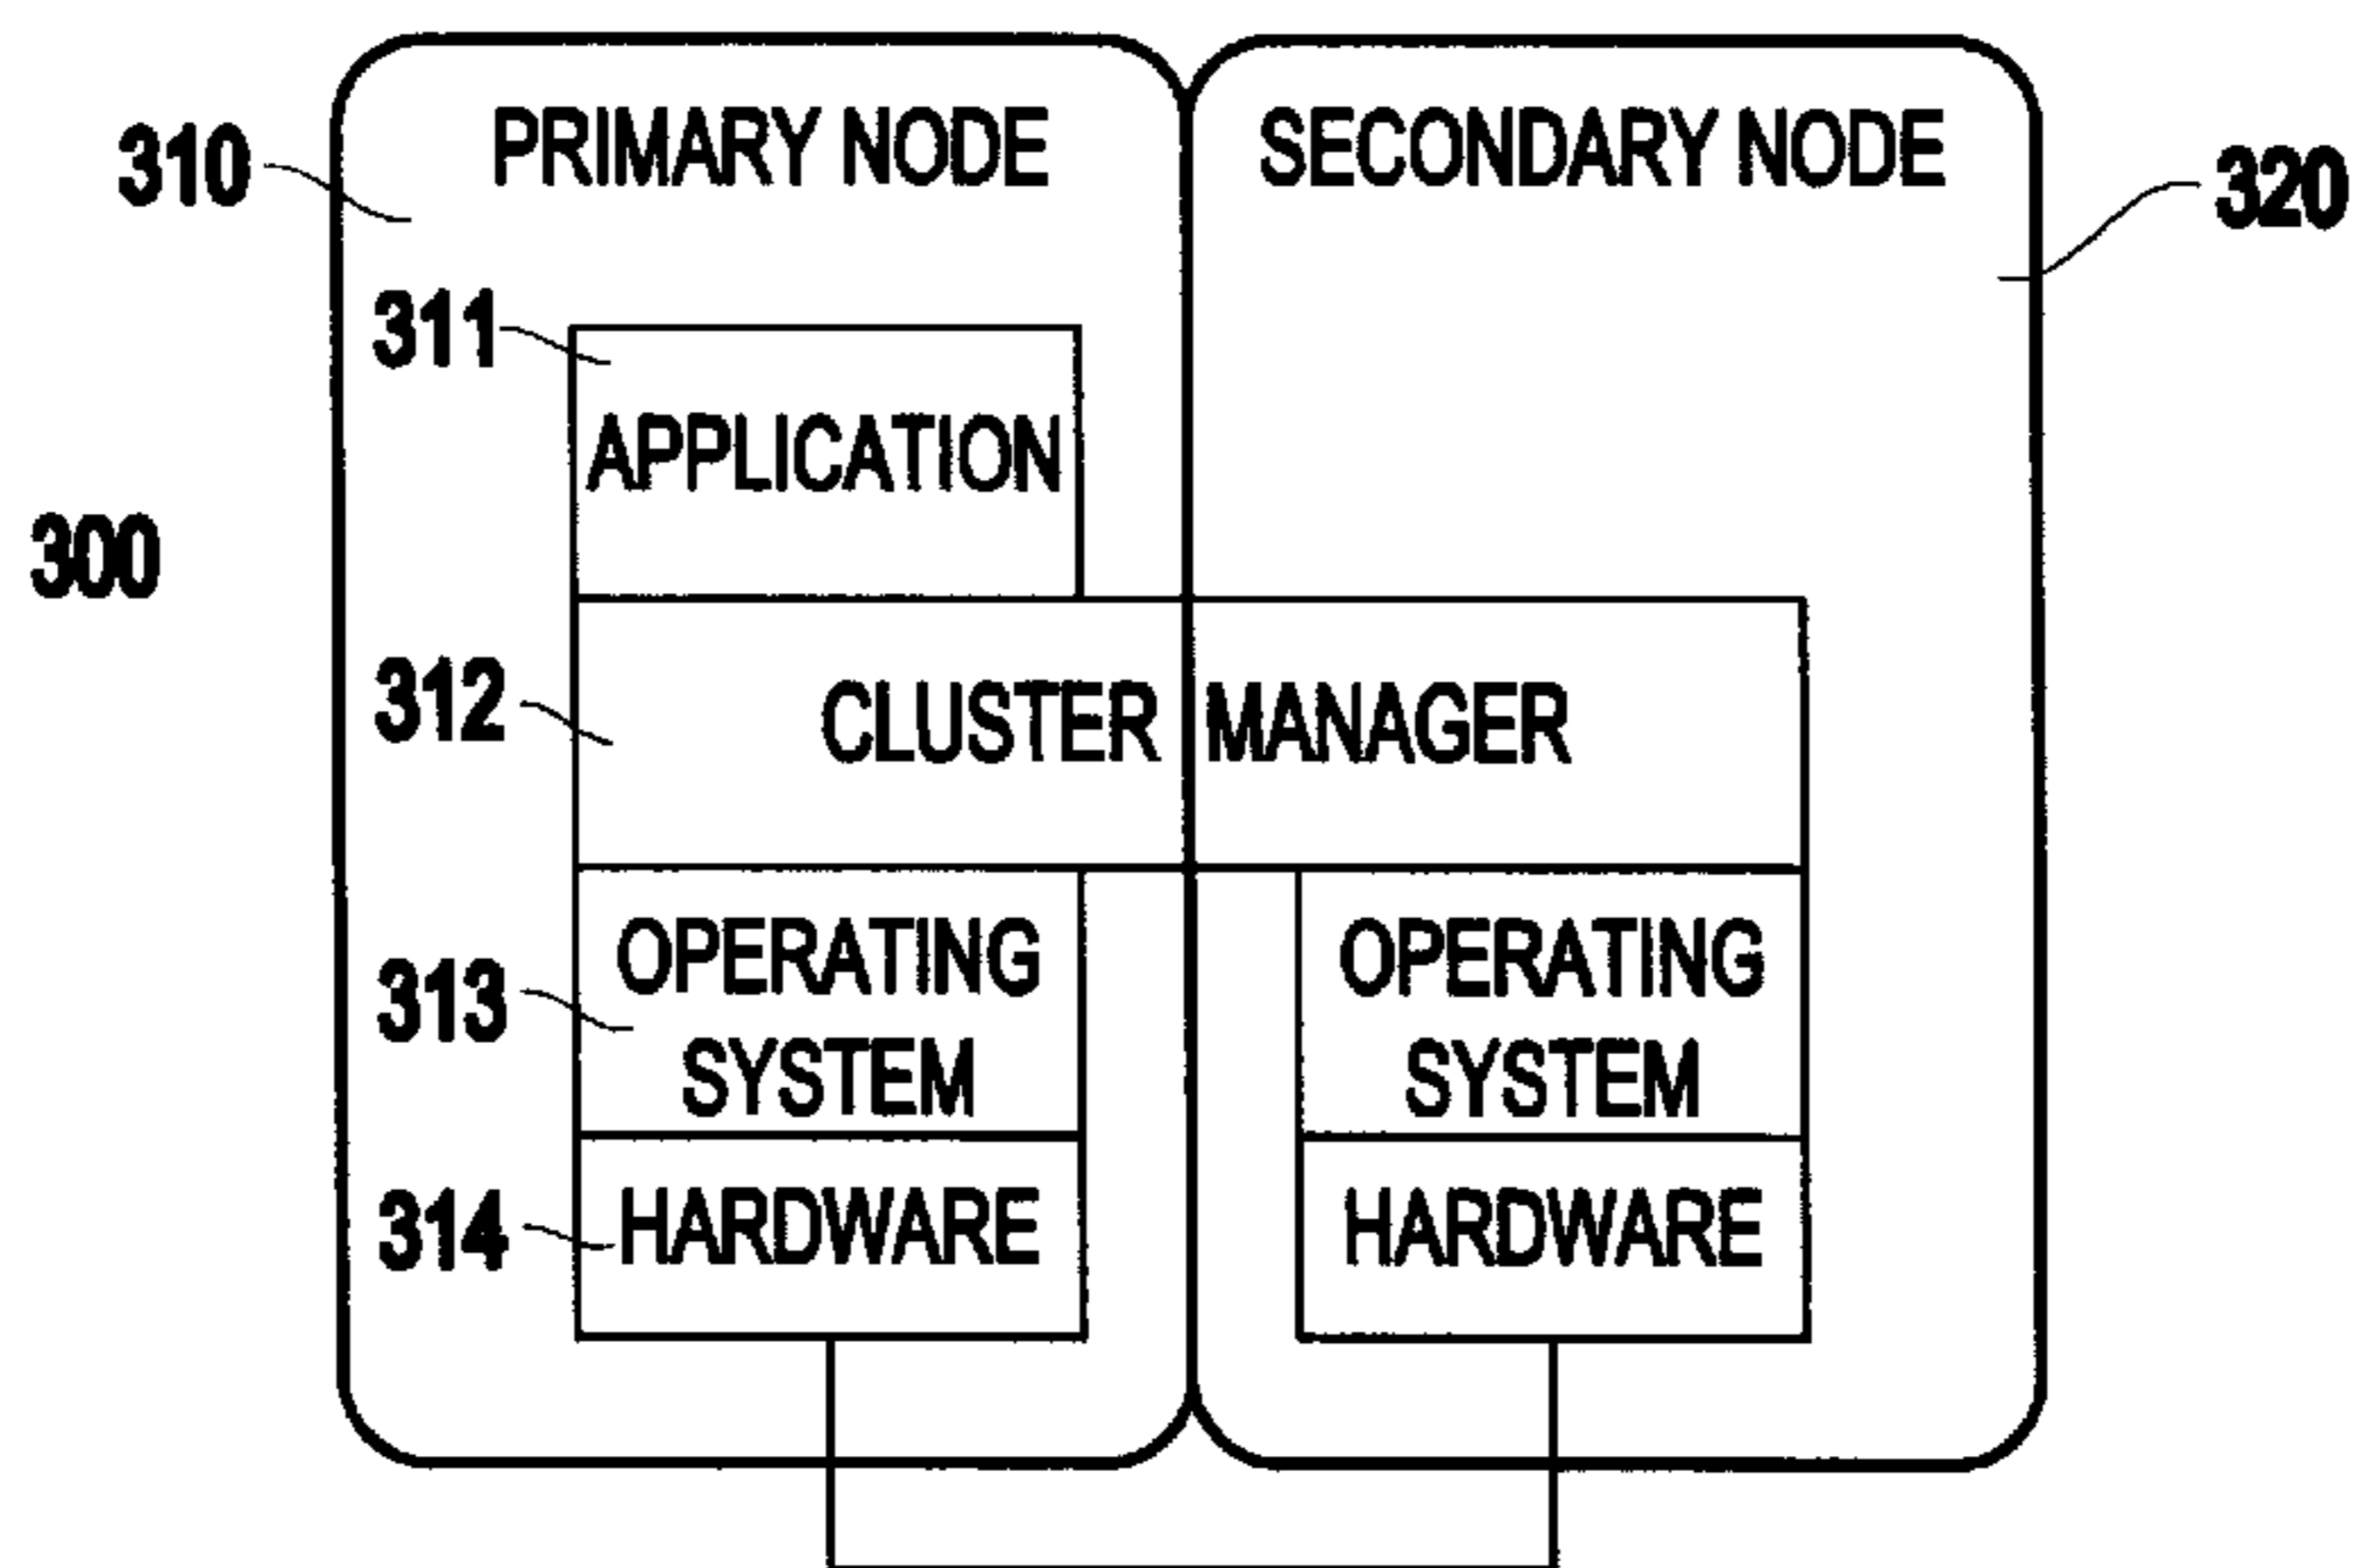 PRIMARY NODE
SECONDARY NODE
310
320
311
APPLICATION
300
312
CLUSTER MANAGER
313
OPERATING
SYSTEM
OPERATING
SYSTEM
314
HARDWARE
HARDWARE